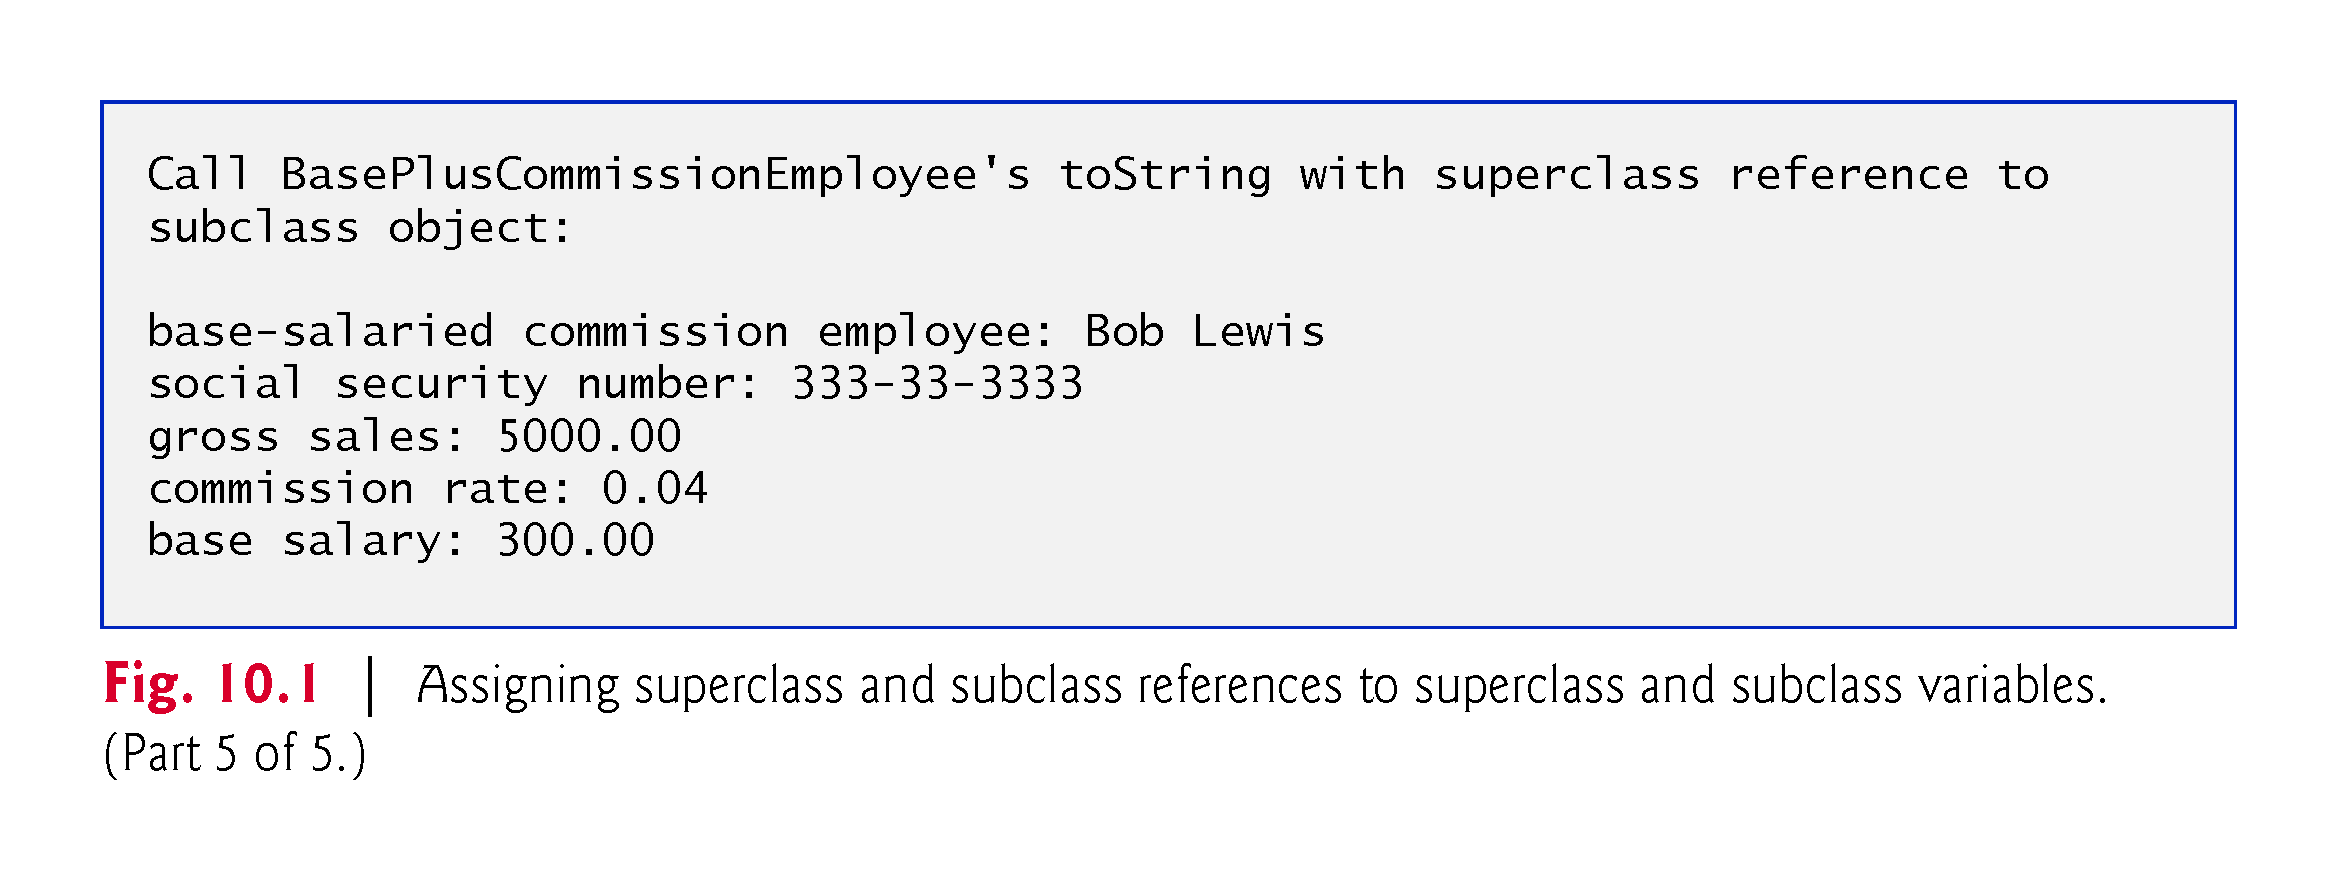 Call BasePlusCommissionEmployee's toString with superclass reference to
subclass object:
base-salaried commission employee: Bob Lewis
social security number: 333-33-3333
gross sales: 5000.00
commission rate: 0.04
base salary: 300.00
Fig. 10.1 | Assigning superclass and subclass references to superclass and subclass variables.
(Part 5 of 5.)